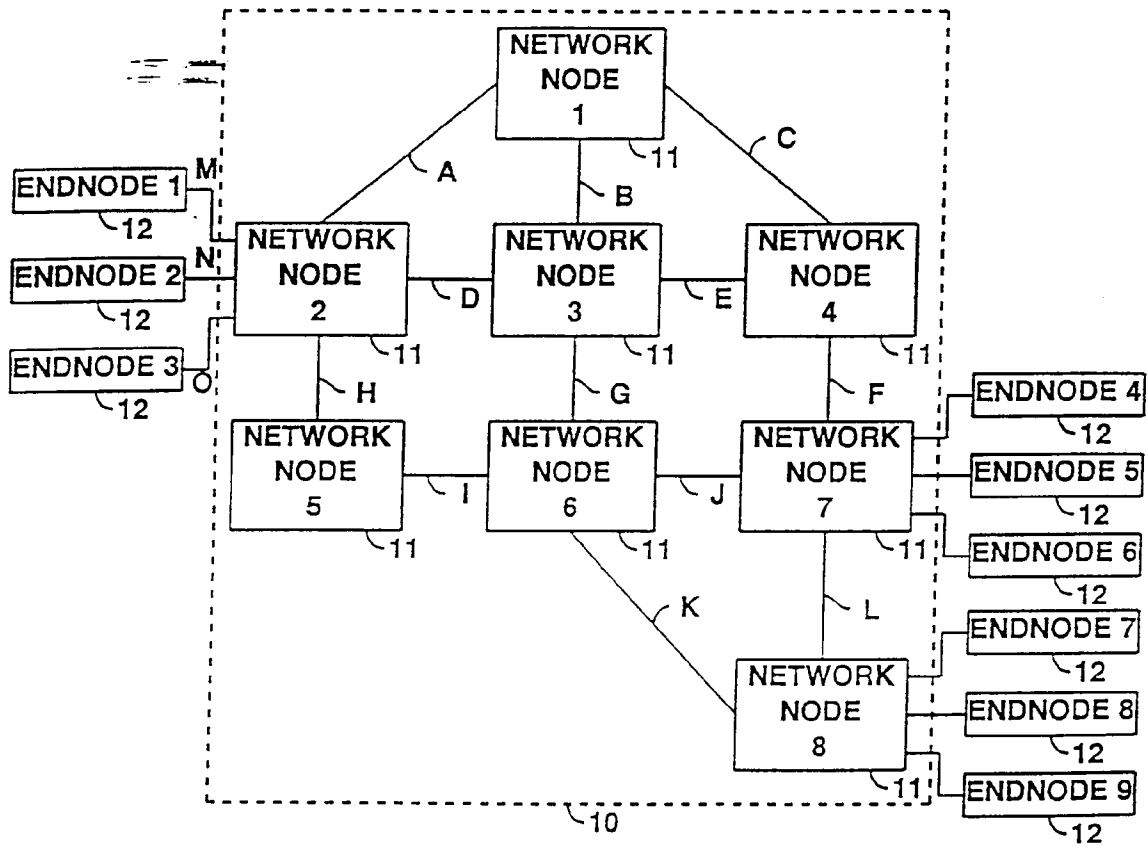 NETWORK
NODE
1
11
A
B
C
M
ENDNODE 1
12
N
ENDNODE 2
12
ENDNODE 3
O
12
NETWORK
NODE
2
11
D
NETWORK
NODE
3
11
E
NETWORK
NODE
4
11
H
G
F
NETWORK
NODE
5
11
I
NETWORK
NODE
6
11
J
NETWORK
NODE
7
11
ENDNODE 4
12
ENDNODE 5
12
ENDNODE 6
12
K
L
NETWORK
NODE
8
11
ENDNODE 7
12
ENDNODE 8
12
ENDNODE 9
12
10